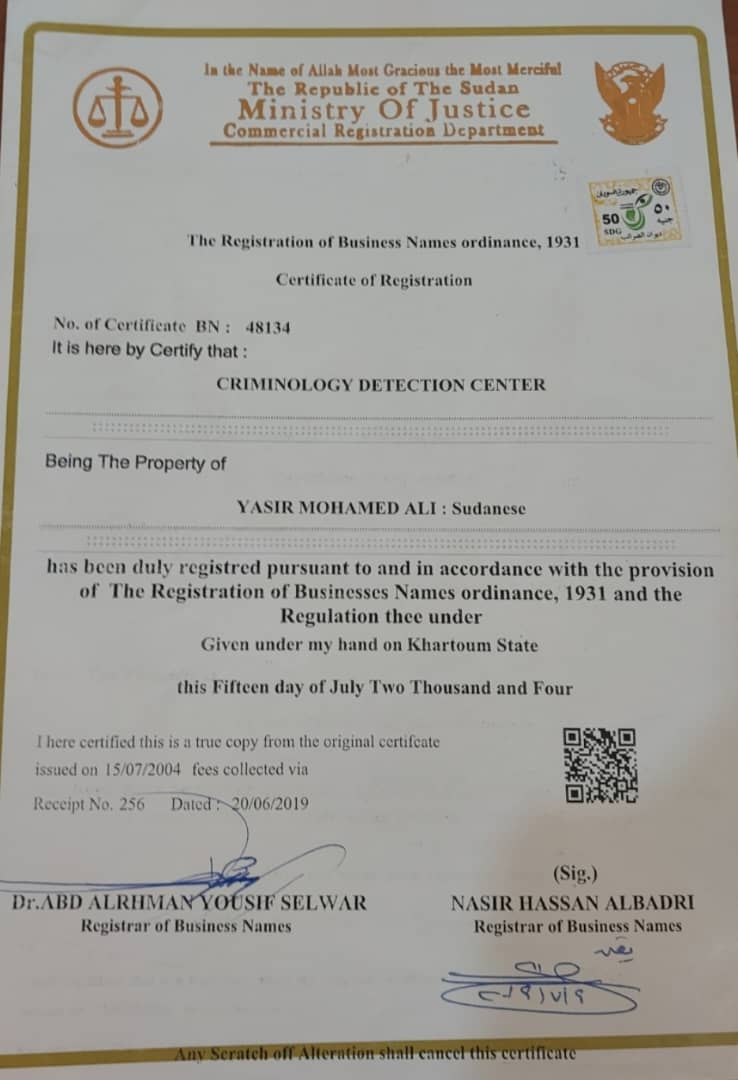 In the Name of Allah Most Gracious the Most Merciful
The Republic of The Sudan
Ministry Of Justice
Commercial Registration Department
جمهورية السودان
50
SDG
٥٠
جنيه
ديوان الضرائب
The Registration of Business Names ordinance, 1931
Certificate of Registration
No. of Certificate BN : 48134
It is here by Certify that :
CRIMINOLOGY DETECTION CENTER
Being The Property of
YASIR MOHAMED ALI : Sudanese
has been duly registred pursuant to and in accordance with the provision
of The Registration of Businesses Names ordinance, 1931 and the
Regulation thee under
Given under my hand on Khartoum State
this Fifteen day of July Two Thousand and Four
I here certified this is a true copy from the original certifcate
issued on 15/07/2004 fees collected via
Receipt No. 256 Dated : 20/06/2019
(Sig.)
Dr.ABD ALRHMAN YOUSIF SELWAR
Registrar of Business Names
NASIR HASSAN ALBADRI
Registrar of Business Names
Any Scratch off Alteration shall cancel this certificate